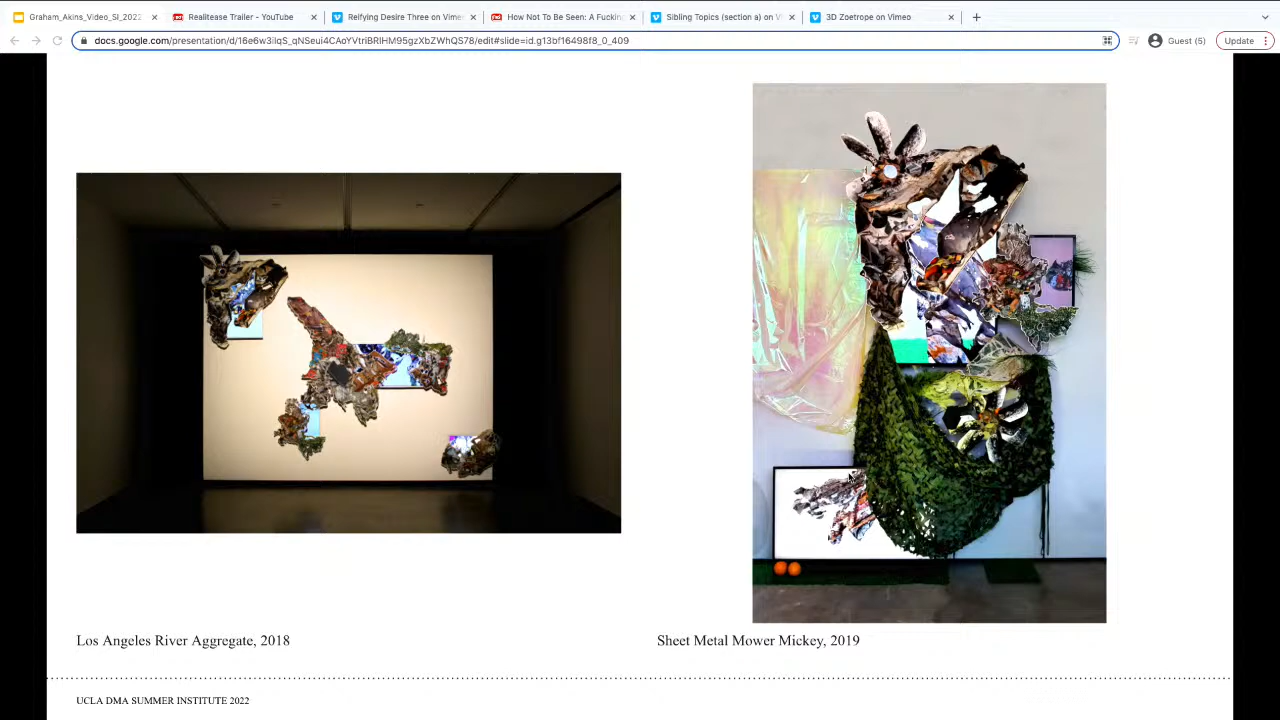 Graham_Akins_Video_SI_2022
Realitease Trailer - YouTube
Reifying Desire Three on Vimeo
How Not To Be Seen: A Fucking
Sibling Topics (section a) on Vi
3D Zoetrope on Vimeo
Guest (5)
Update
Los Angeles River Aggregate, 2018
Sheet Metal Mower Mickey, 2019
UCLA DMA SUMMER INSTITUTE 2022